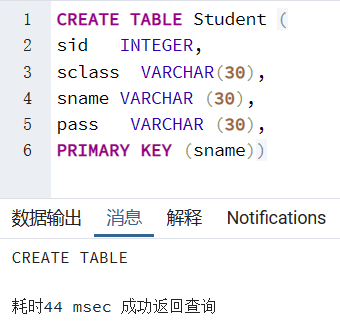 1 CREATE TABLE Student (
2 sid   INTEGER,
3 sclass  VARCHAR(30),
4 sname VARCHAR (30),
5 pass   VARCHAR (30),
6 PRIMARY KEY (sname))
数据输出 消息 解释 Notifications
CREATE TABLE
耗时44 msec 成功返回查询